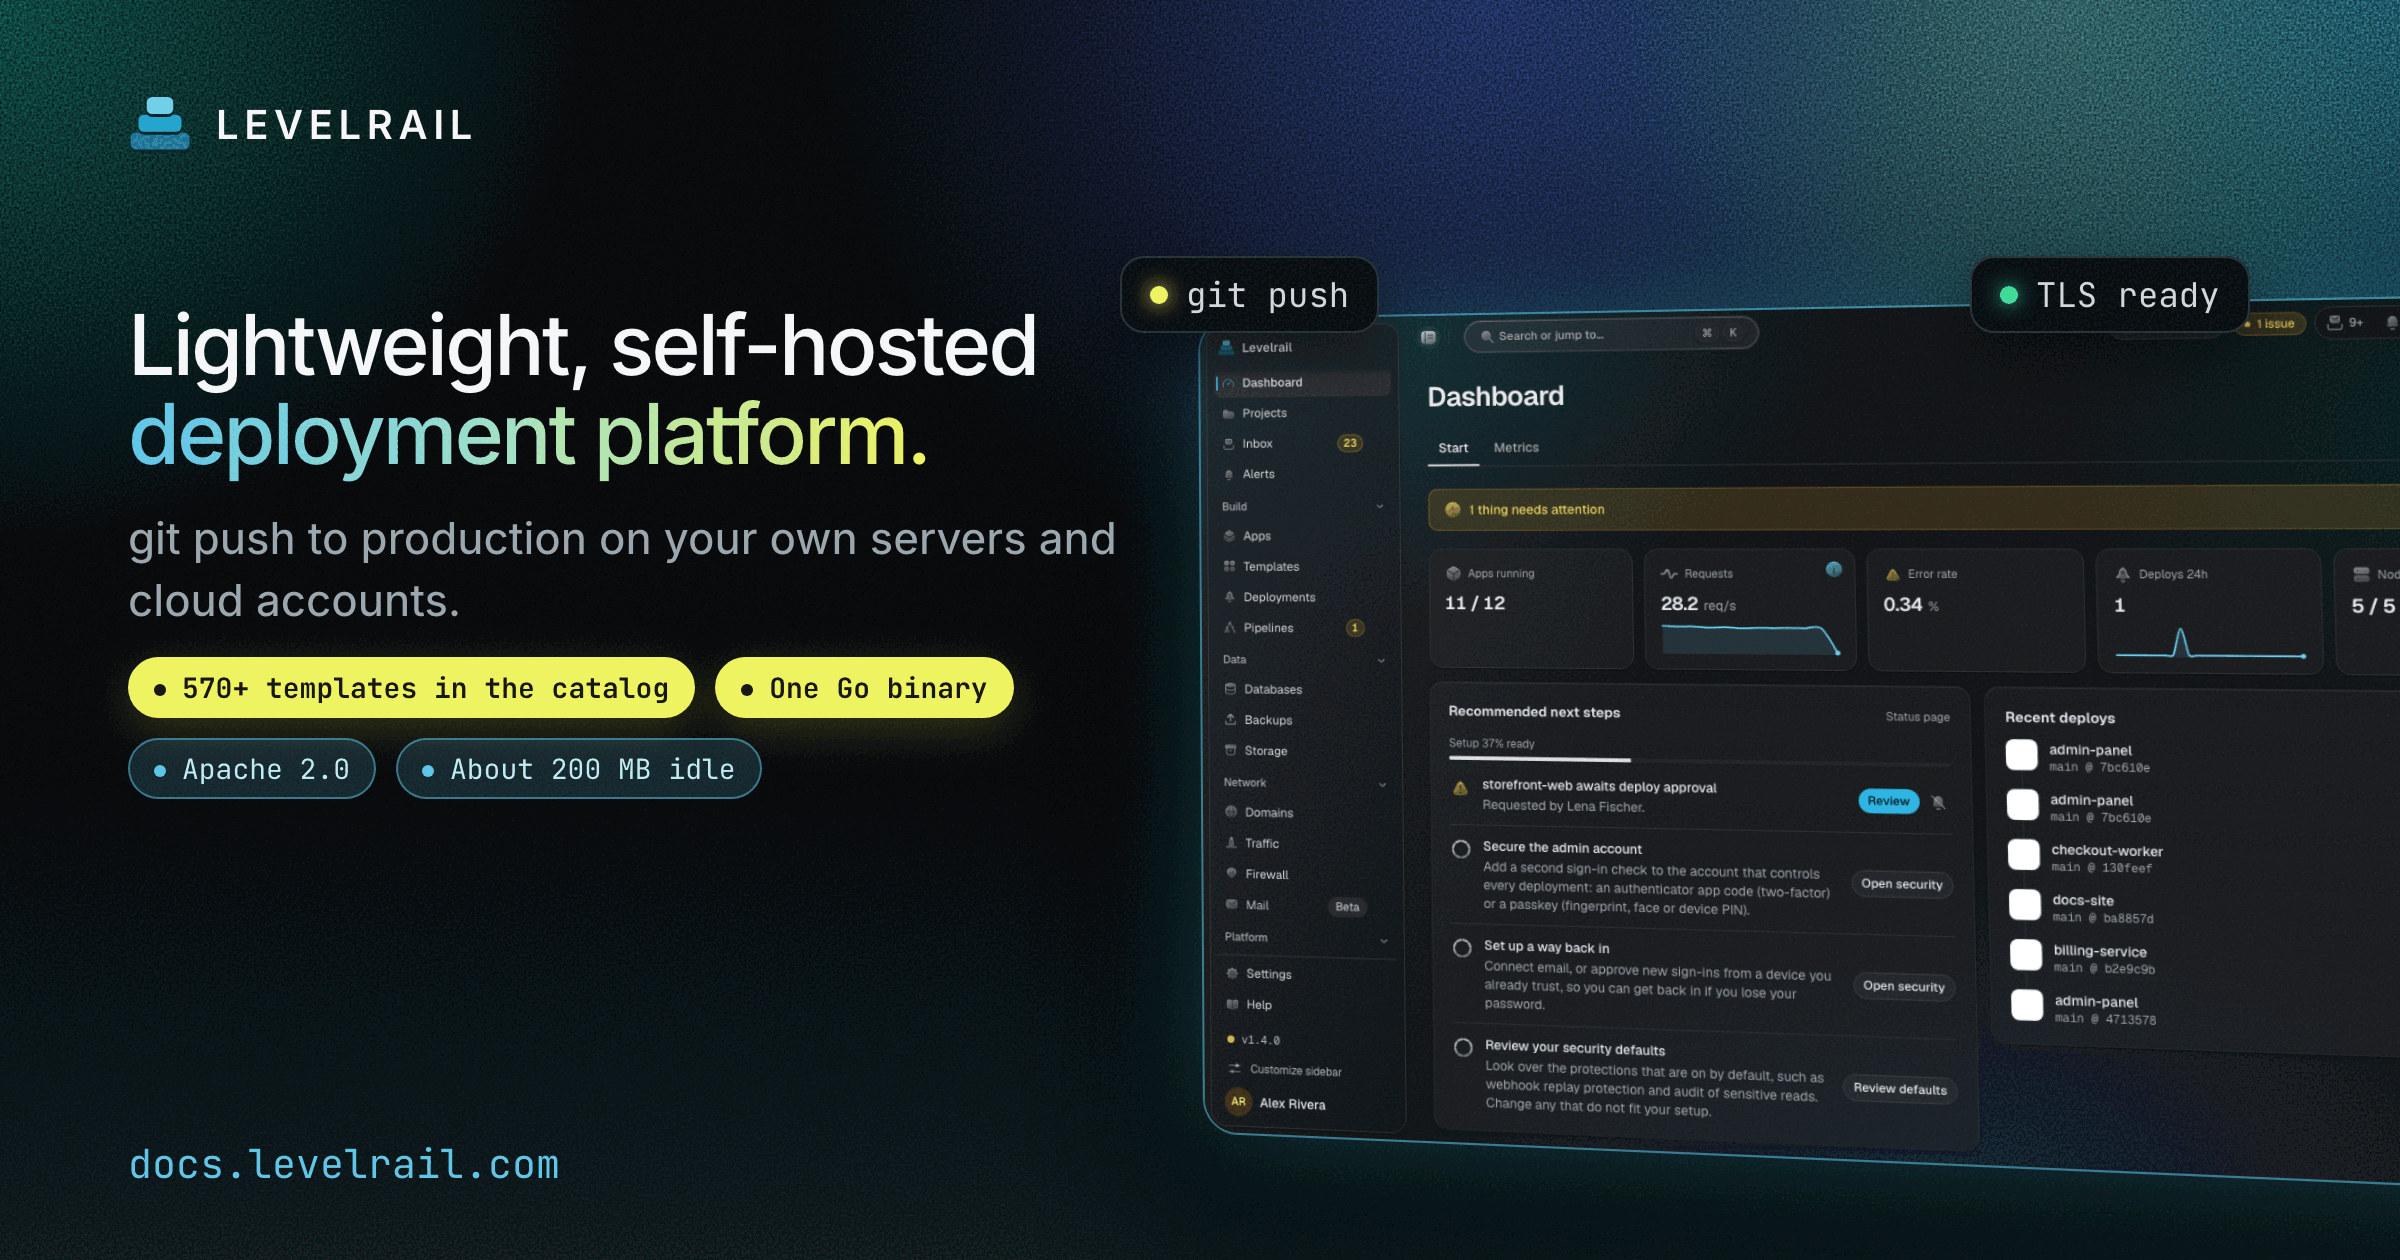 LEVELRAIL
Lightweight, self-hosted
deployment platform.
git push to production on your own servers and
cloud accounts.
570+ templates in the catalog
One Go binary
Apache 2.0
About 200 MB idle
docs.levelrail.com
git push
TLS ready
Levelrail
Dashboard
Projects
Inbox 23
Alerts
Build
Apps
Templates
Deployments
Pipelines 1
Data
Databases
Backups
Storage
Network
Domains
Traffic
Firewall
Mail Beta
Platform
Settings
Help
v1.4.0
Customize sidebar
AR Alex Rivera
Search or jump to... ⌘ K
1 issue
9+
Dashboard
Start Metrics
1 thing needs attention
Apps running
11 / 12
Requests
28.2 req/s
Error rate
0.34 %
Deploys 24h
1
5 / 5
Recommended next steps
Status page
Setup 37% ready
storefront-web awaits deploy approval
Requested by Lena Fischer.
Review
Secure the admin account
Add a second sign-in check to the account that controls
every deployment: an authenticator app code (two-factor)
or a passkey (fingerprint, face or device PIN).
Open security
Set up a way back in
Connect email, or approve new sign-ins from a device you
already trust, so you can get back in if you lose your
password.
Open security
Review your security defaults
Look over the protections that are on by default, such as
webhook replay protection and audit of sensitive reads.
Change any that do not fit your setup.
Review defaults
Recent deploys
admin-panel
main @ 7bc610e
admin-panel
main @ 7bc610e
checkout-worker
main @ 130feef
docs-site
main @ ba8857d
billing-service
main @ b2e9c9b
admin-panel
main @ 4713578